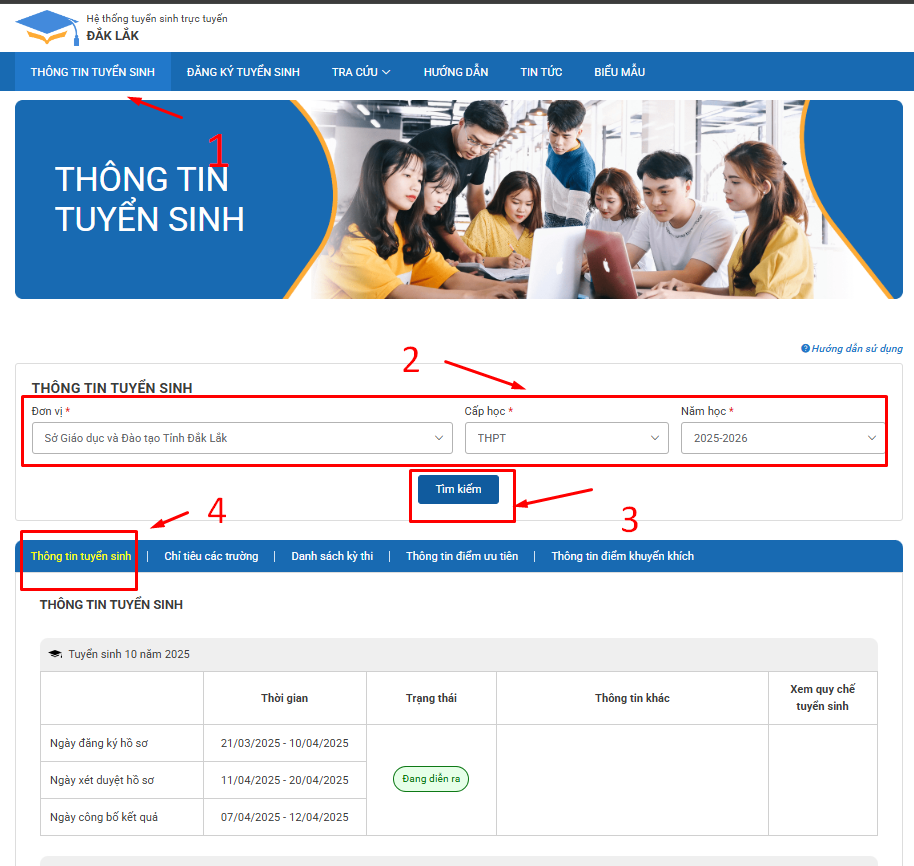 Hệ thống tuyển sinh trực tuyến
ĐẮK LẮK
THÔNG TIN TUYỂN SINH ĐĂNG KÝ TUYỂN SINH TRA CỨU HƯỚNG DẪN TIN TỨC BIỂU MẪU
1
THÔNG TIN
TUYỂN SINH
Hướng dẫn sử dụng
2
THÔNG TIN TUYỂN SINH
Đơn vị * Cấp học * Năm học *
Sở Giáo dục và Đào tạo Tỉnh Đắk Lắk THPT 2025-2026
Tìm kiếm
4 3
Thông tin tuyển sinh | Chỉ tiêu các trường | Danh sách kỳ thi | Thông tin điểm ưu tiên | Thông tin điểm khuyến khích
THÔNG TIN TUYỂN SINH
Tuyển sinh 10 năm 2025
Thời gian Trạng thái Thông tin khác Xem quy chế
tuyển sinh
Ngày đăng ký hồ sơ 21/03/2025 - 10/04/2025
Ngày xét duyệt hồ sơ 11/04/2025 - 20/04/2025 Đang diễn ra
Ngày công bố kết quả 07/04/2025 - 12/04/2025